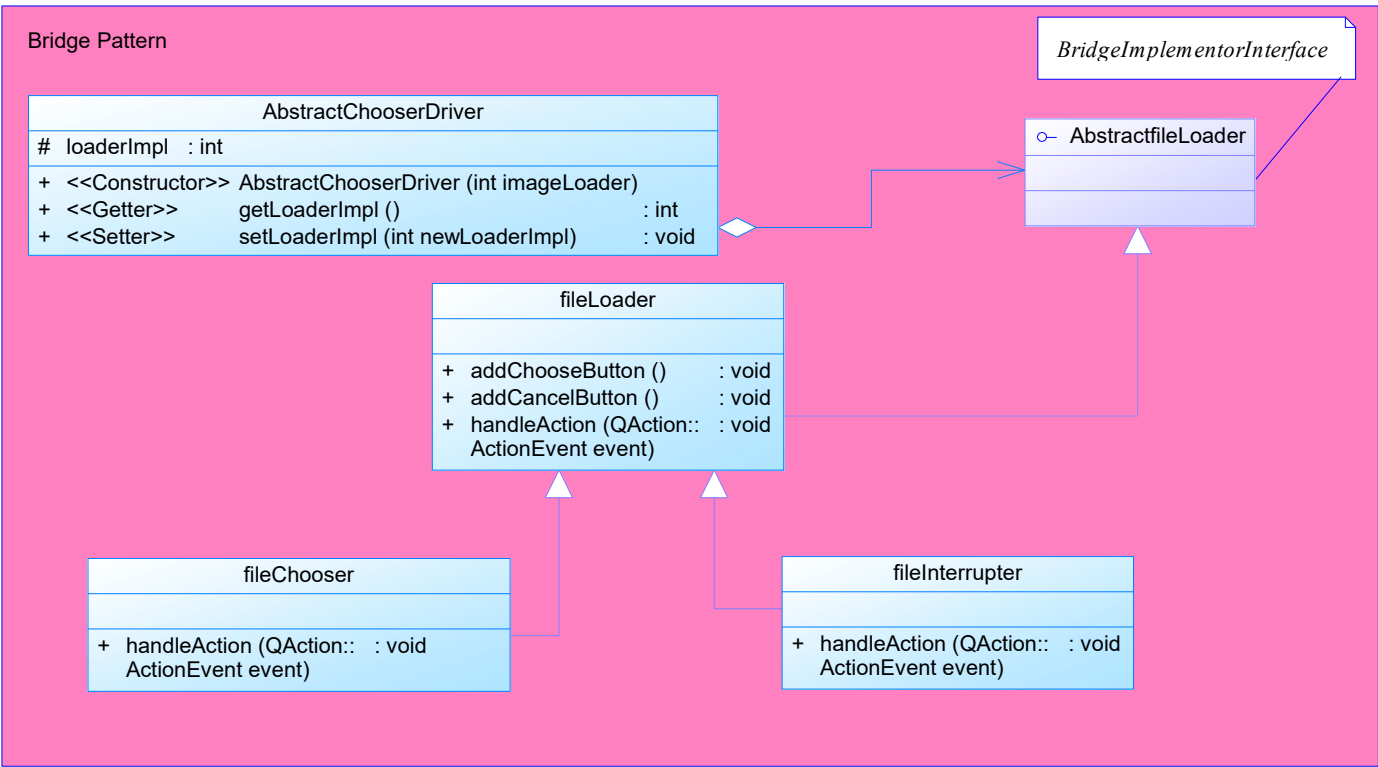 Bridge Pattern
BridgeImplementorInterface
AbstractChooserDriver
# loaderImpl : int
+ <<Constructor>> AbstractChooserDriver (int imageLoader)
+ <<Getter>> getLoaderImpl () : int
+ <<Setter>> setLoaderImpl (int newLoaderImpl) : void
AbstractfileLoader
fileLoader
+ addChooseButton () : void
+ addCancelButton () : void
+ handleAction (QAction:: : void
ActionEvent event)
fileChooser
+ handleAction (QAction:: : void
ActionEvent event)
fileInterrupter
+ handleAction (QAction:: : void
ActionEvent event)